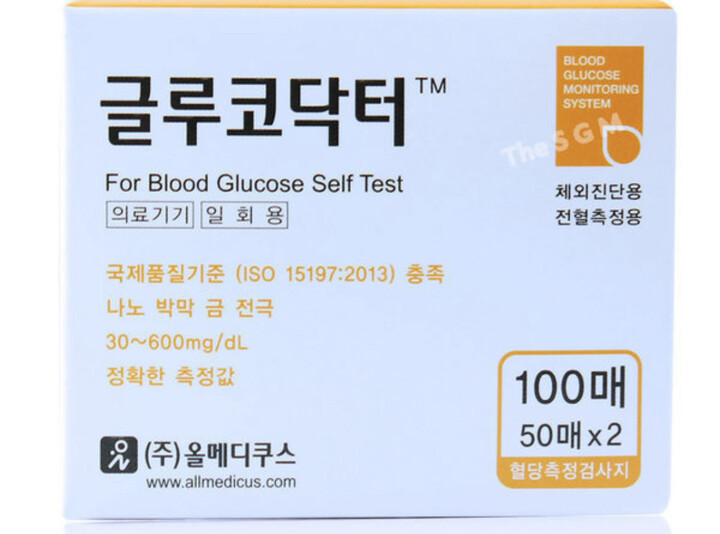 글루코닥터™
For Blood Glucose Self Test
의료기기 일회용
국제품질기준 (ISO 15197:2013) 충족
나노 박막 금 전극
30~600mg/dL
정확한 측정값
(주)올메디쿠스
www.allmedicus.com
BLOOD
GLUCOSE
MONITORING
SYSTEM
TheSGM
체외진단용
전혈측정용
100매
50매x2
혈당측정검사지